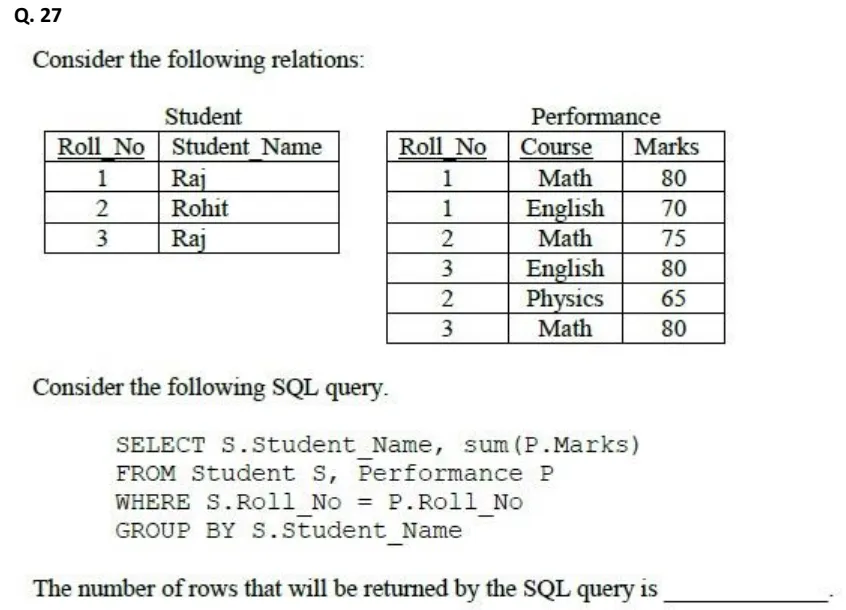 Q. 27
Consider the following relations:
Student
Roll_No Student_Name
1 Raj
2 Rohit
3 Raj
Performance
Roll_No Course Marks
1 Math 80
1 English 70
2 Math 75
3 English 80
2 Physics 65
3 Math 80
Consider the following SQL query.
SELECT S.Student_Name, sum(P.Marks)
FROM Student S, Performance P
WHERE S.Roll_No = P.Roll_No
GROUP BY S.Student_Name
The number of rows that will be returned by the SQL query is ______________.